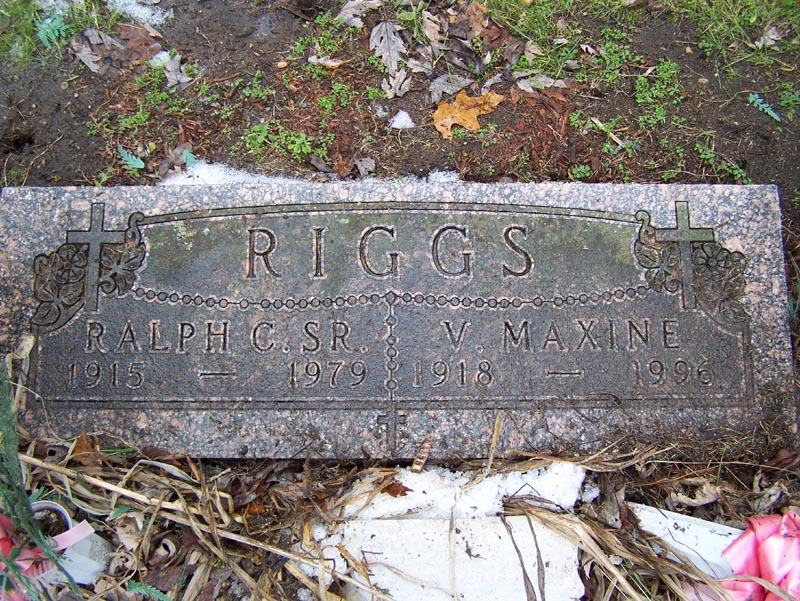 RIGGS
RALPH C. SR. V. MAXINE
1915 — 1979 1918 — 1996